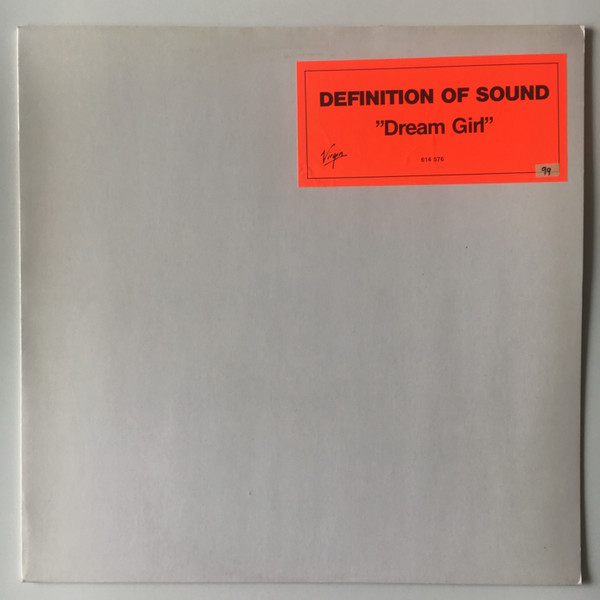 DEFINITION OF SOUND
”Dream Girl”
Virgin
614 376
99